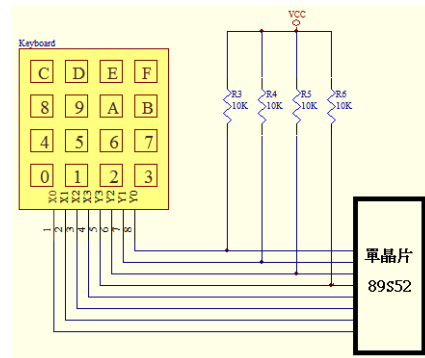 VCC
Keyboard
C D E F
R3 R4 R5 R6
10K 10K 10K 10K
8 9 A B
4 5 6 7
0 1 2 3
X0 X1 X2 X3 Y3 Y2 Y1 Y0
1 2 3 4 5 6 7 8
單晶片
89S52